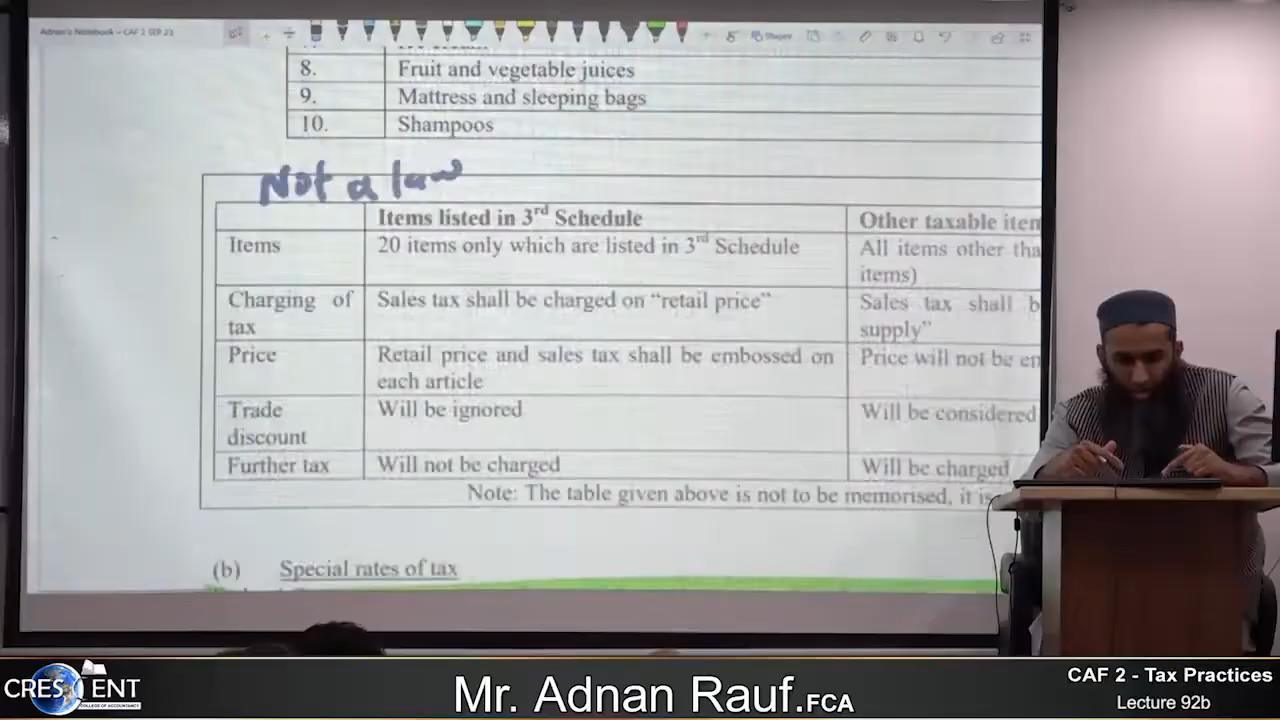 Adnan's Notebook - CAF 2 SEP 23
Shapes
8. Fruit and vegetable juices
9. Mattress and sleeping bags
10. Shampoos
Not a law
Items listed in 3rd Schedule Other taxable iten
Items 20 items only which are listed in 3rd Schedule All items other tha
items)
Charging of Sales tax shall be charged on “retail price” Sales tax shall b
tax supply”
Price Retail price and sales tax shall be embossed on Price will not be en
each article
Trade Will be ignored Will be considered
discount
Further tax Will not be charged Will be charged
Note: The table given above is not to be memorised, it is
(b) Special rates of tax
CRESCENT
COLLEGE OF ACCOUNTANCY
Mr. Adnan Rauf.FCA
CAF 2 - Tax Practices
Lecture 92b